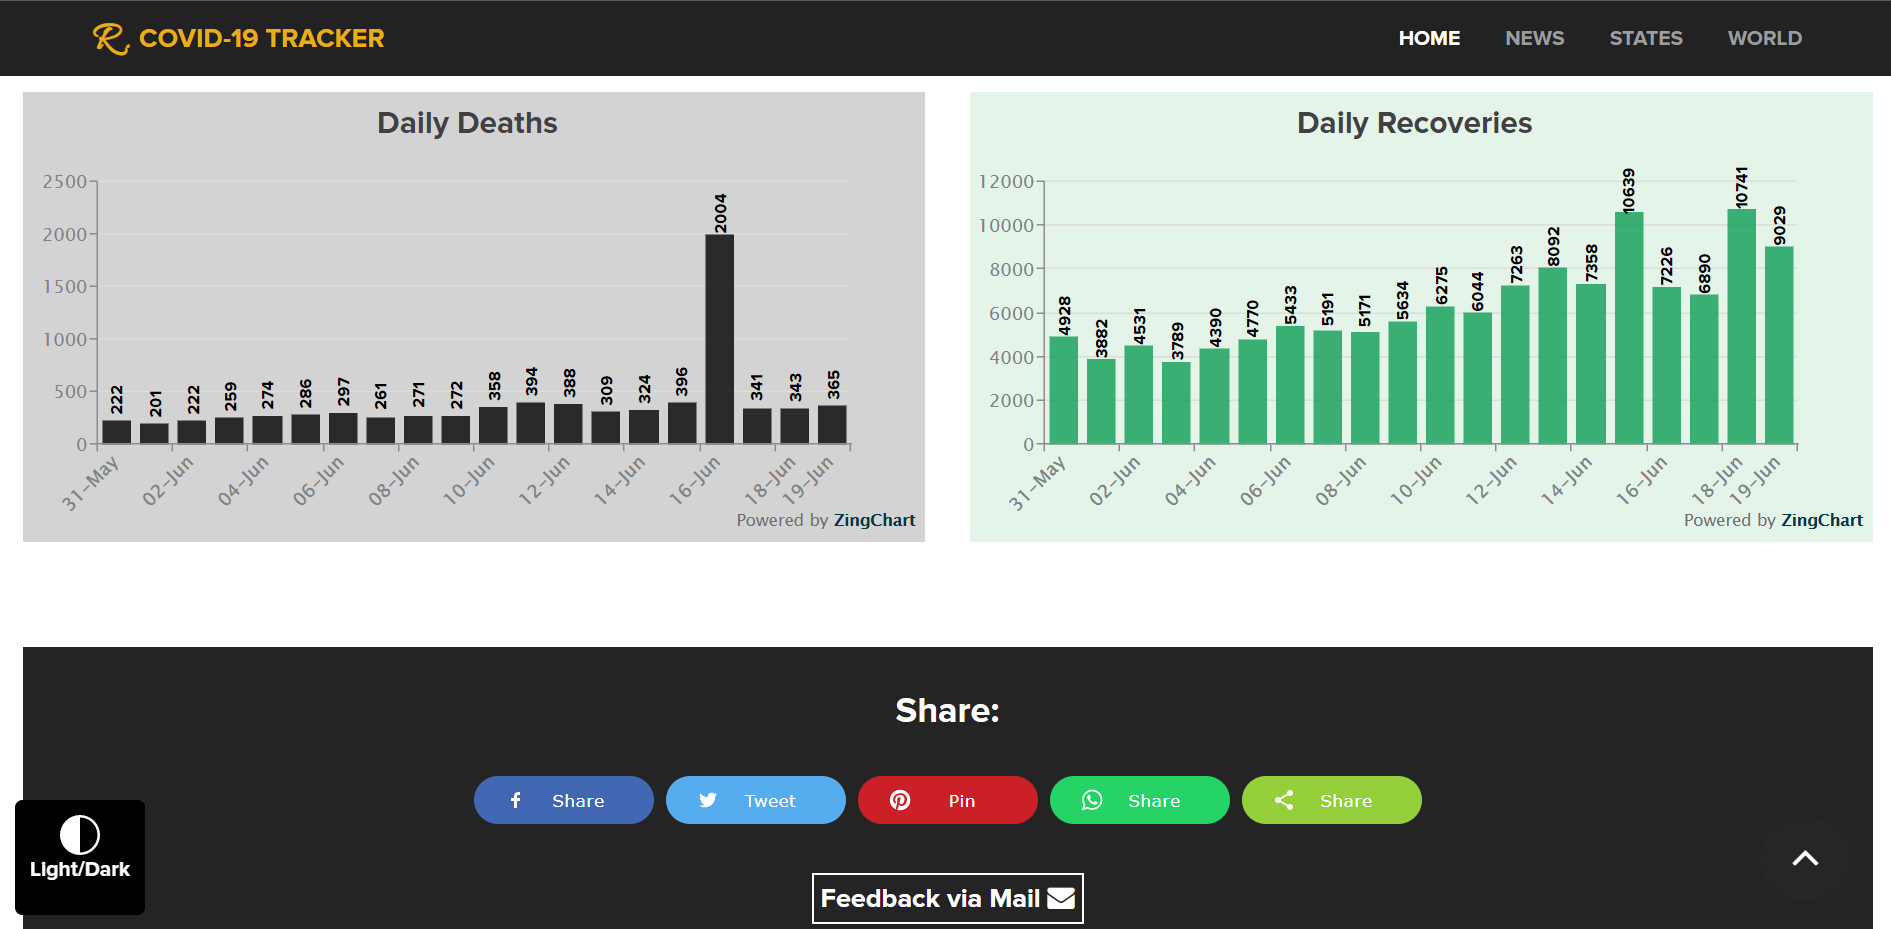 R COVID-19 TRACKER
HOME NEWS STATES WORLD
Daily Deaths
2500
2000
1500
1000
500
0
222 201 222 259 274 286 297 261 271 272 358 394 388 309 324 396 2004 341 343 365
31-May 02-Jun 04-Jun 06-Jun 08-Jun 10-Jun 12-Jun 14-Jun 16-Jun 18-Jun 19-Jun
Powered by ZingChart
Daily Recoveries
12000
10000
8000
6000
4000
2000
0
4928 3882 4531 3789 4390 4770 5433 5191 5171 5634 6275 6044 7263 8092 7358 10639 7226 6890 10741 9029
31-May 02-Jun 04-Jun 06-Jun 08-Jun 10-Jun 12-Jun 14-Jun 16-Jun 18-Jun 19-Jun
Powered by ZingChart
Share:
Share Tweet Pin Share Share
Light/Dark
Feedback via Mail